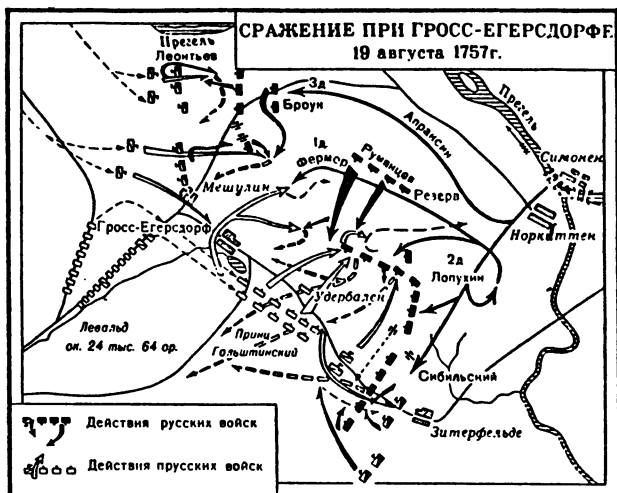 СРАЖЕНИЕ ПРИ ГРОСС-ЕГЕРСДОРФЕ
19 августа 1757г.
Прегель
Леонтьев
3д
Броун
Прегель
Апраксин
1д
Фермор
Румянцев
Резерв
Симонен
Мешулин
Норкиттен
Гросс-Егерсдорф
2д
Лопухин
Удербален
Левальд
ок. 24 тыс. 64 ор.
Принц
Гольштинский
Сибильский
Зитерфельде
Действия русских войск
Действия прусских войск